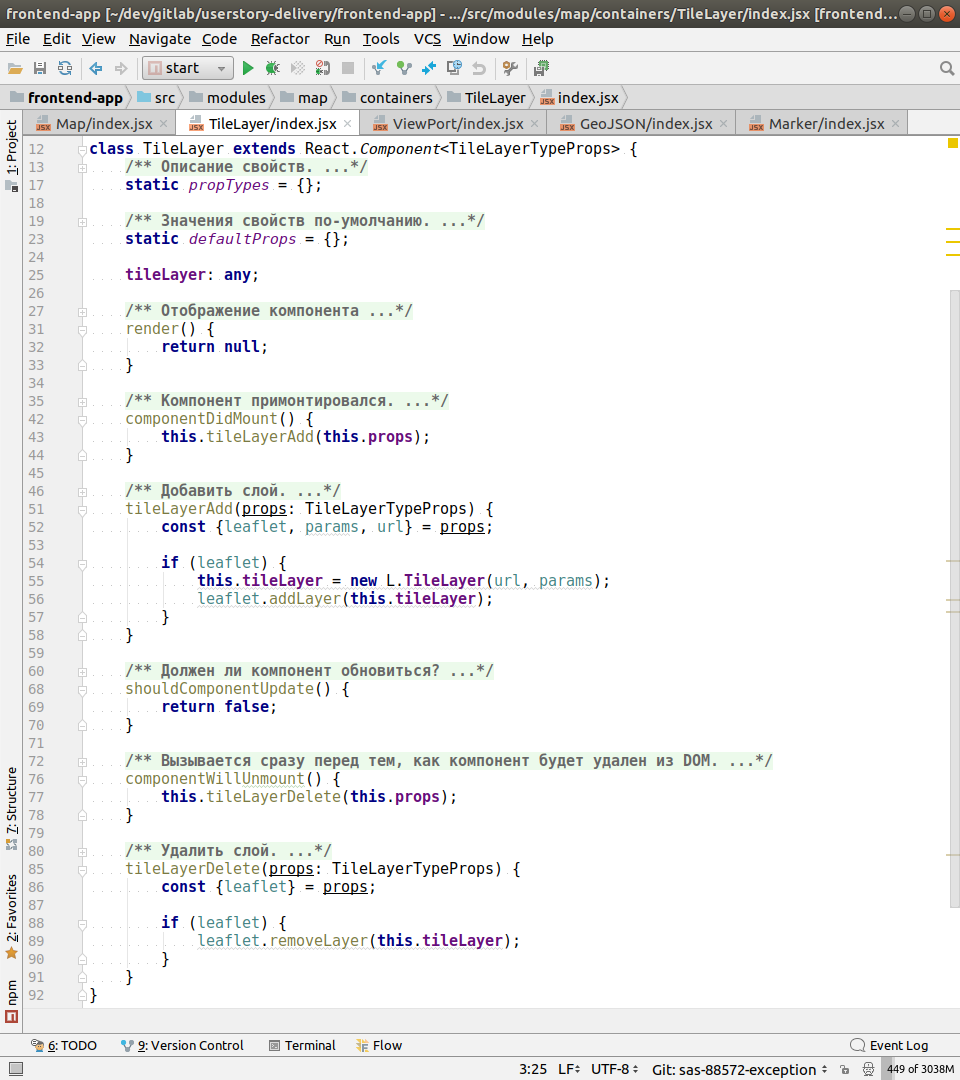 frontend-app [~/dev/gitlab/userstory-delivery/frontend-app] - .../src/modules/map/containers/TileLayer/index.jsx [frontend...
File Edit View Navigate Code Refactor Run Tools VCS Window Help
start
frontend-app src modules map containers TileLayer index.jsx
Map/index.jsx TileLayer/index.jsx ViewPort/index.jsx GeoJSON/index.jsx Marker/index.jsx
1: Project
7: Structure
2: Favorites
npm
12 class TileLayer extends React.Component<TileLayerTypeProps> {
13 /** Описание свойств. ...*/
17 static propTypes = {};
18
19 /** Значения свойств по-умолчанию. ...*/
23 static defaultProps = {};
24
25 tileLayer: any;
26
27 /** Отображение компонента ...*/
31 render() {
32 return null;
33 }
34
35 /** Компонент примонтировался. ...*/
42 componentDidMount() {
43 this.tileLayerAdd(this.props);
44 }
45
46 /** Добавить слой. ...*/
51 tileLayerAdd(props: TileLayerTypeProps) {
52 const {leaflet, params, url} = props;
53
54 if (leaflet) {
55 this.tileLayer = new L.TileLayer(url, params);
56 leaflet.addLayer(this.tileLayer);
57 }
58 }
59
60 /** Должен ли компонент обновиться? ...*/
68 shouldComponentUpdate() {
69 return false;
70 }
71
72 /** Вызывается сразу перед тем, как компонент будет удален из DOM. ...*/
76 componentWillUnmount() {
77 this.tileLayerDelete(this.props);
78 }
79
80 /** Удалить слой. ...*/
85 tileLayerDelete(props: TileLayerTypeProps) {
86 const {leaflet} = props;
87
88 if (leaflet) {
89 leaflet.removeLayer(this.tileLayer);
90 }
91 }
92 }
6: TODO 9: Version Control Terminal Flow Event Log
3:25 LF UTF-8 Git: sas-88572-exception 449 of 3038M